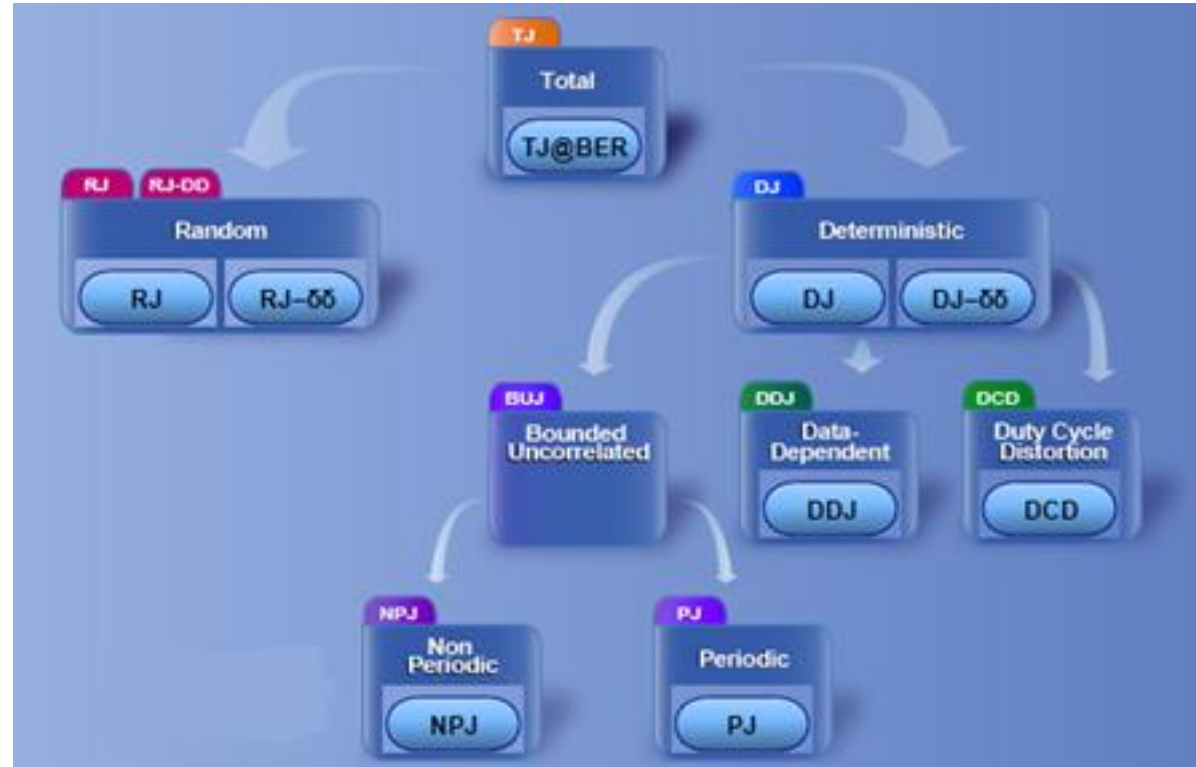 TJ
Total
TJ@BER
RJ RJ-DD
Random
RJ RJ-δδ
DJ
Deterministic
DJ DJ-δδ
BUJ
Bounded
Uncorrelated
DDJ
Data-
Dependent
DDJ
DCD
Duty Cycle
Distortion
DCD
NPJ
Non
Periodic
NPJ
PJ
Periodic
PJ